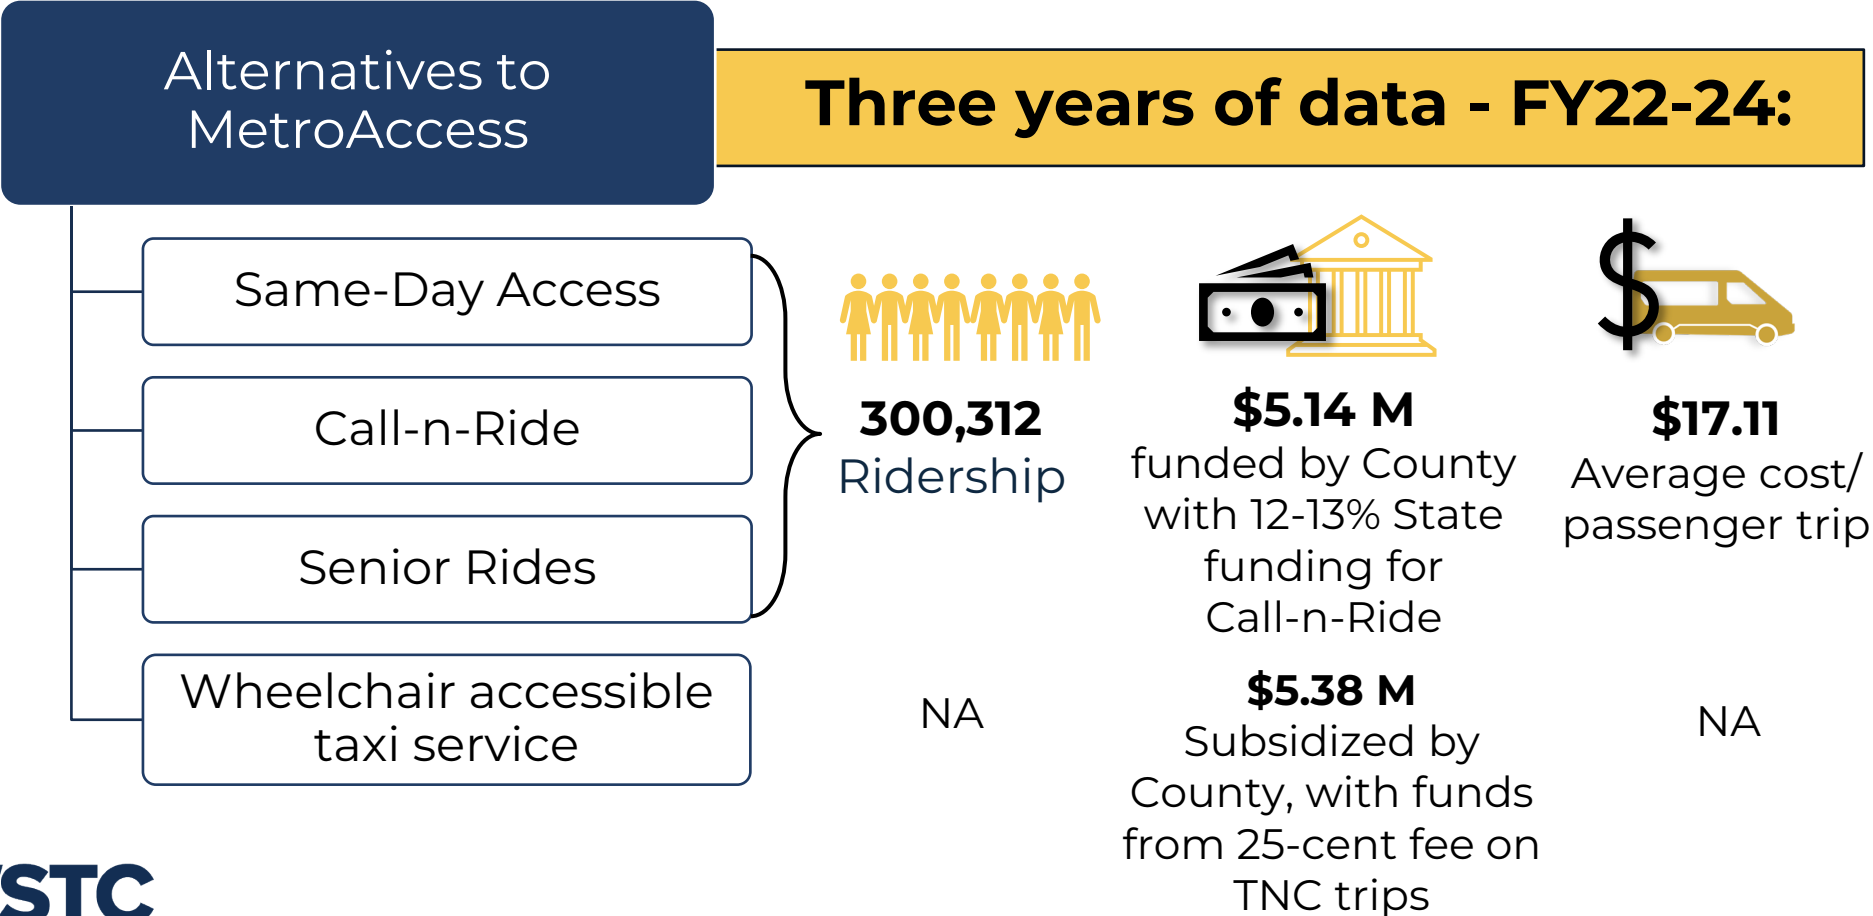 Alternatives to
MetroAccess
Three years of data - FY22-24:
Same-Day Access
Call-n-Ride
Senior Rides
300,312
Ridership
$5.14 M
funded by County
with 12-13% State
funding for
Call-n-Ride
$17.11
Average cost/
passenger trip
Wheelchair accessible
taxi service
NA
$5.38 M
Subsidized by
County, with funds
from 25-cent fee on
TNC trips
NA
STC